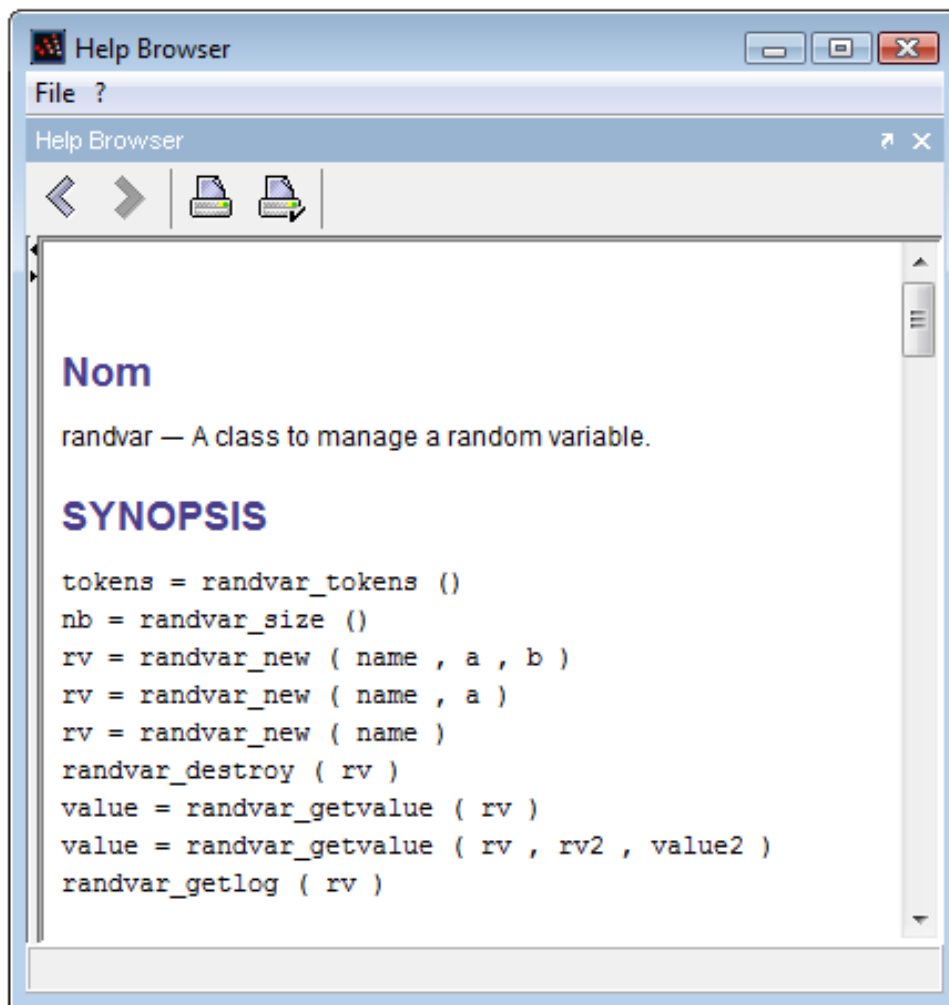 Help Browser
File ?
Help Browser
Nom
randvar — A class to manage a random variable.
SYNOPSIS
tokens = randvar_tokens ()
nb = randvar_size ()
rv = randvar_new ( name , a , b )
rv = randvar_new ( name , a )
rv = randvar_new ( name )
randvar_destroy ( rv )
value = randvar_getvalue ( rv )
value = randvar_getvalue ( rv , rv2 , value2 )
randvar_getlog ( rv )